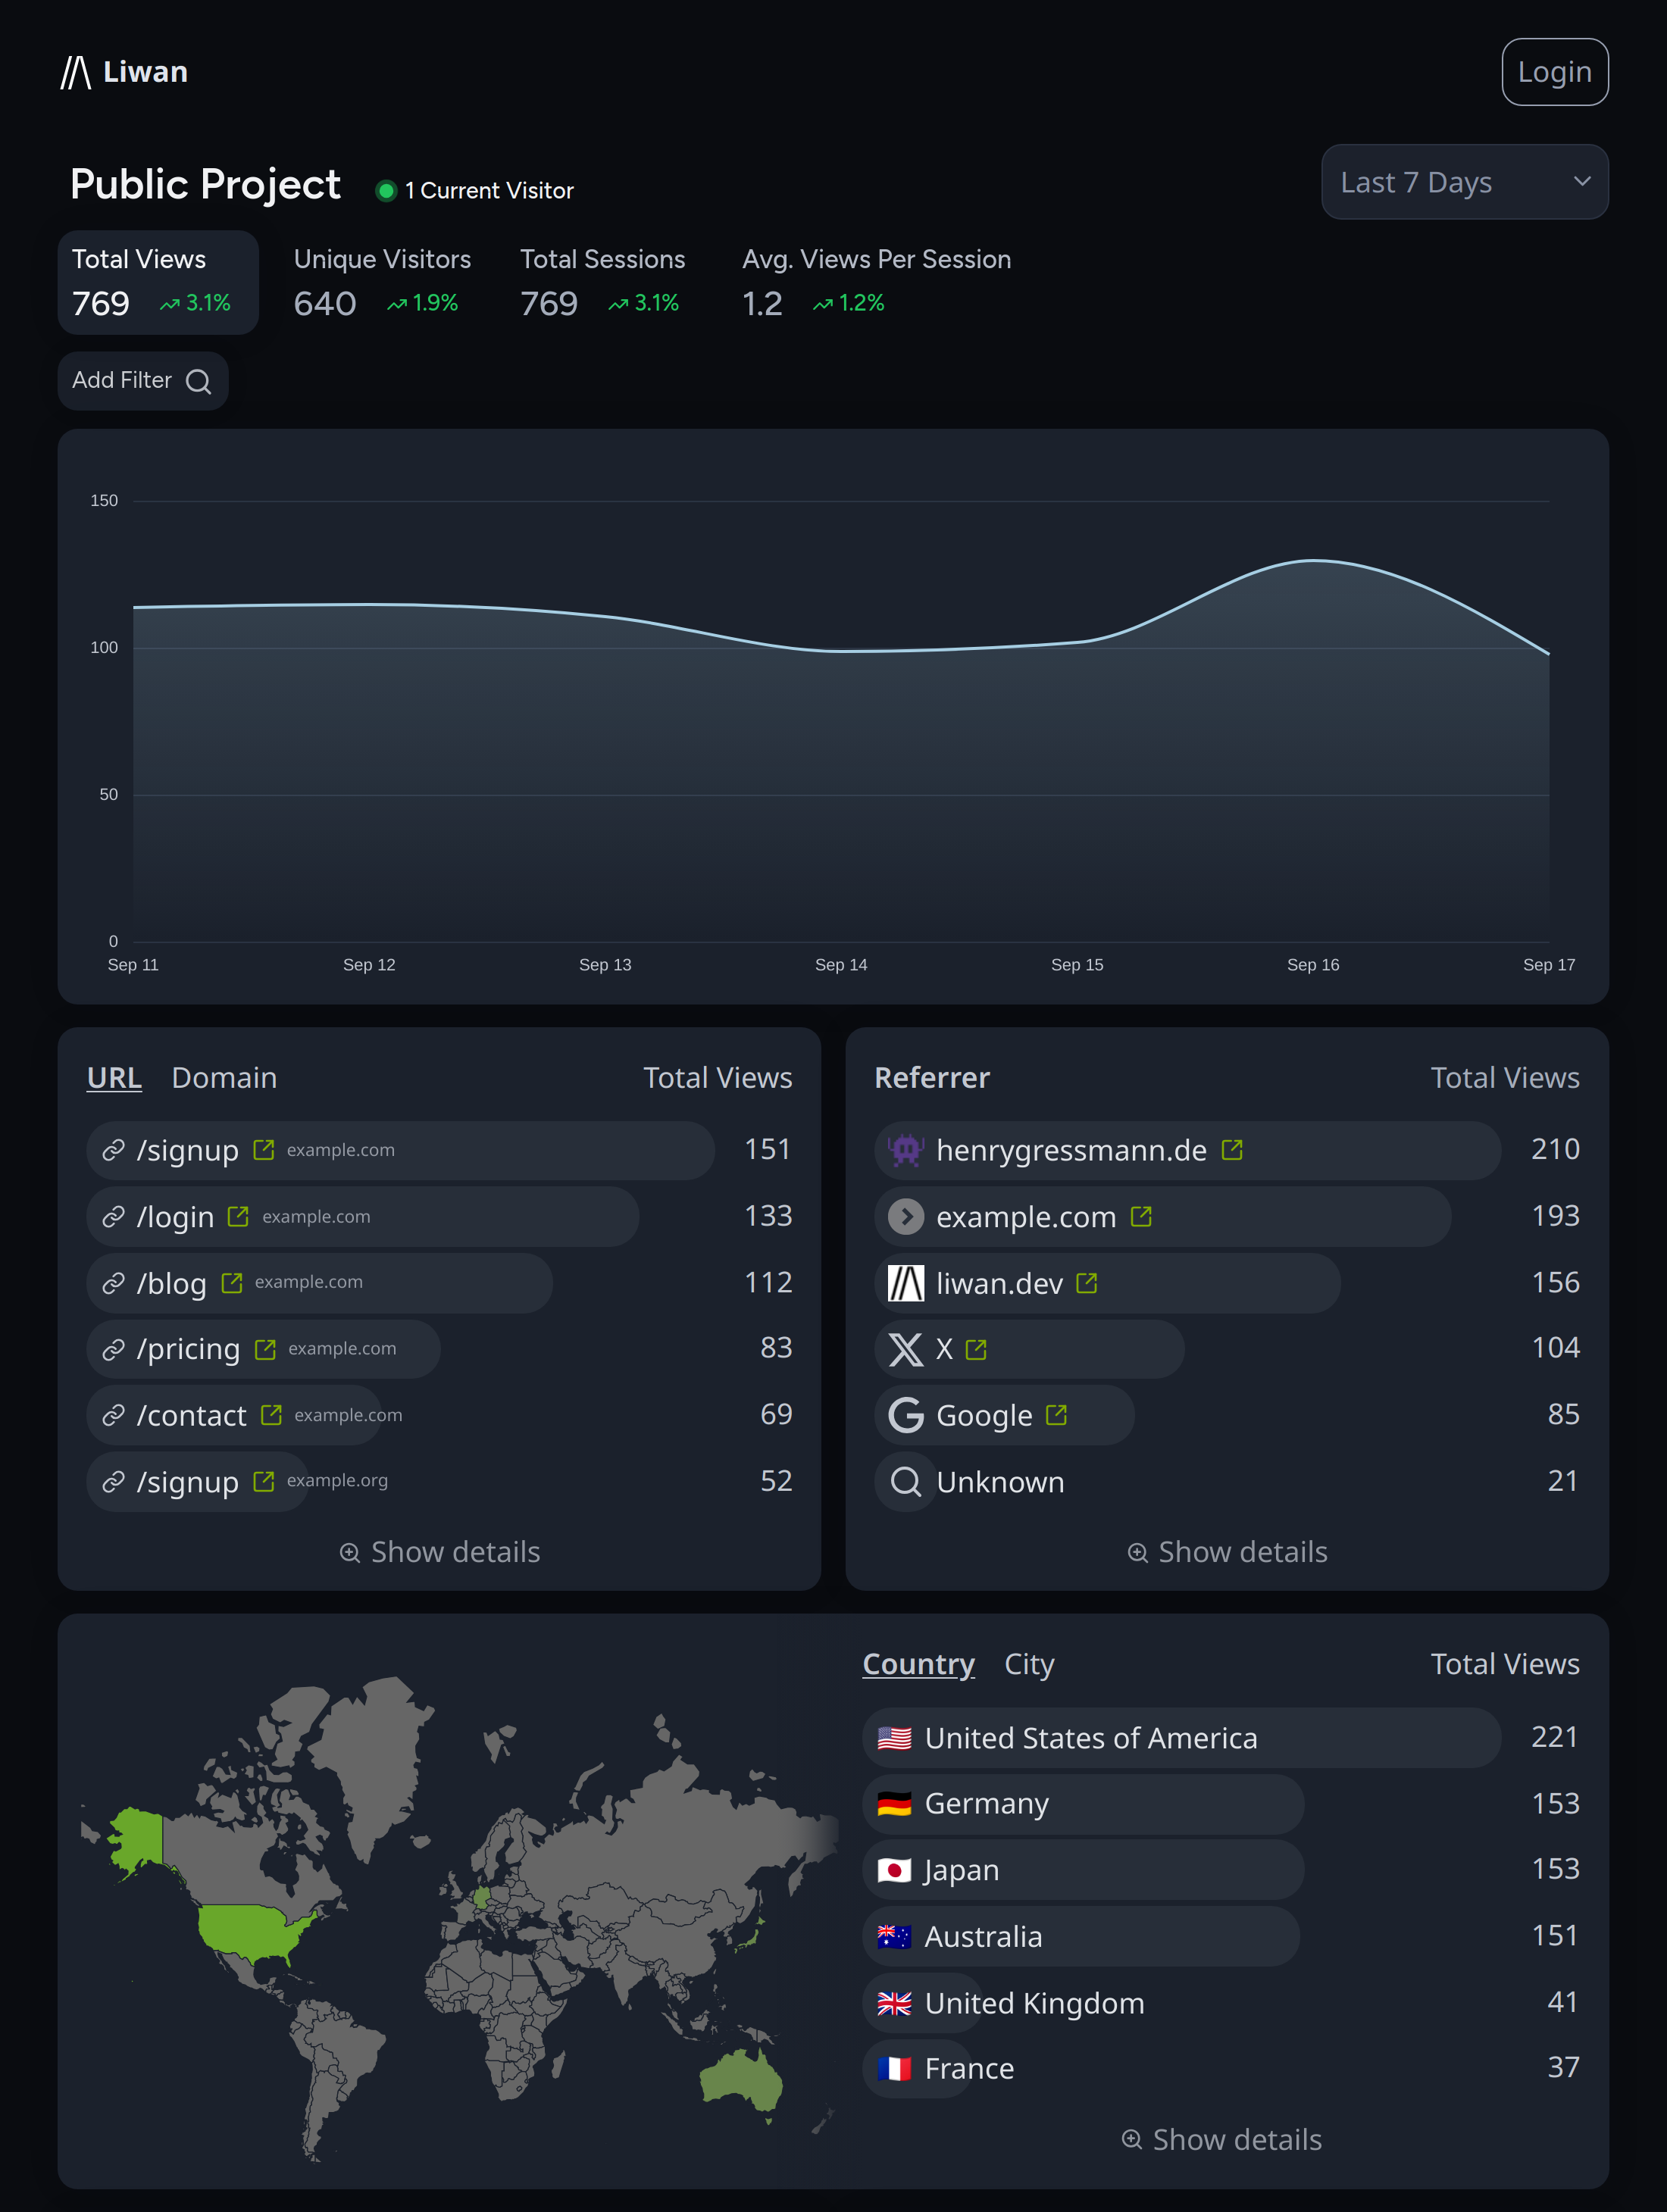 Liwan
Login
Public Project
1 Current Visitor
Last 7 Days
Total Views
769
3.1%
Unique Visitors
640
1.9%
Total Sessions
769
3.1%
Avg. Views Per Session
1.2
1.2%
Add Filter
150
100
50
0
Sep 11
Sep 12
Sep 13
Sep 14
Sep 15
Sep 16
Sep 17
URL Domain Total Views
/signup example.com 151
/login example.com 133
/blog example.com 112
/pricing example.com 83
/contact example.com 69
/signup example.org 52
Show details
Referrer Total Views
henrygressmann.de 210
example.com 193
liwan.dev 156
X 104
Google 85
Unknown 21
Show details
Country City Total Views
United States of America 221
Germany 153
Japan 153
Australia 151
United Kingdom 41
France 37
Show details